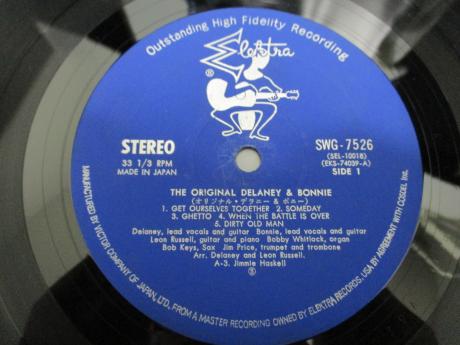 Outstanding High Fidelity Recording
Elektra
®
STEREO
33 1/3 RPM
MADE IN JAPAN
SWG-7526
(SEL-10018)
(EKS-74039-A)
SIDE 1
THE ORIGINAL DELANEY & BONNIE
(オリジナル・デラニー & ボニー)
1. GET OURSELVES TOGETHER 2. SOMEDAY
3. GHETTO 4. WHEN THE BATTLE IS OVER
5. DIRTY OLD MAN
Delaney, lead vocals and guitar Bonnie, lead vocals and guitar
Leon Russell, guitar and piano Bobby Whitlock, organ
Bob Keys, Sax Jim Price, trumpet and trombone
Arr. Delaney and Leon Russell.
A-3. Jimmie Haskell
MANUFACTURED BY VICTOR COMPANY OF JAPAN, LTD., FROM A MASTER RECORDING OWNED BY ELEKTRA RECORDS, USA BY AGREEMENT WITH COSDEL Inc.